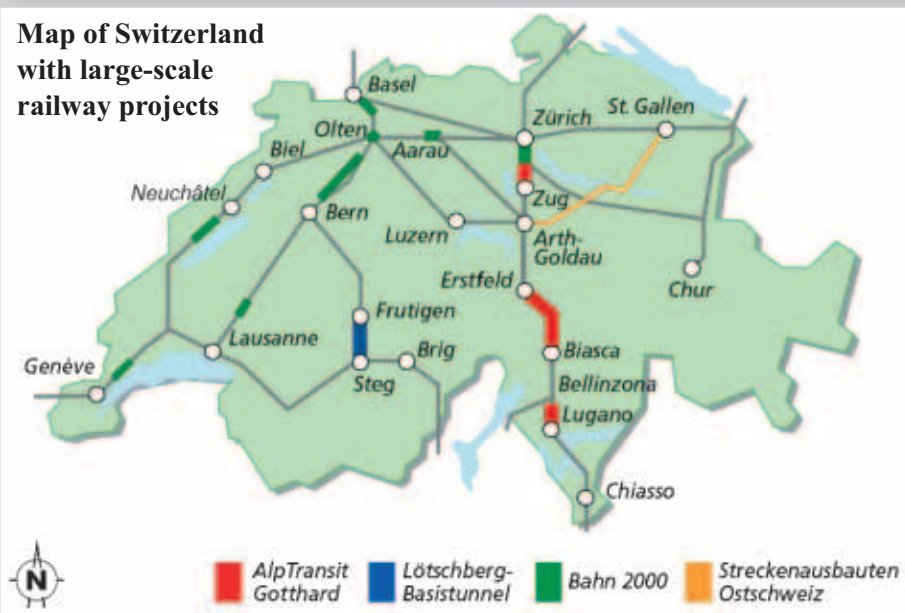 Map of Switzerland
with large-scale
railway projects
Basel
Zürich
St. Gallen
Olten
Aarau
Biel
Neuchâtel
Zug
Bern
Luzern
Arth-
Goldau
Erstfeld
Chur
Frutigen
Lausanne
Brig
Biasca
Genève
Steg
Bellinzona
Lugano
Chiasso
N
AlpTransit
Gotthard
Lötschberg-
Basistunnel
Bahn 2000
Streckenausbauten
Ostschweiz